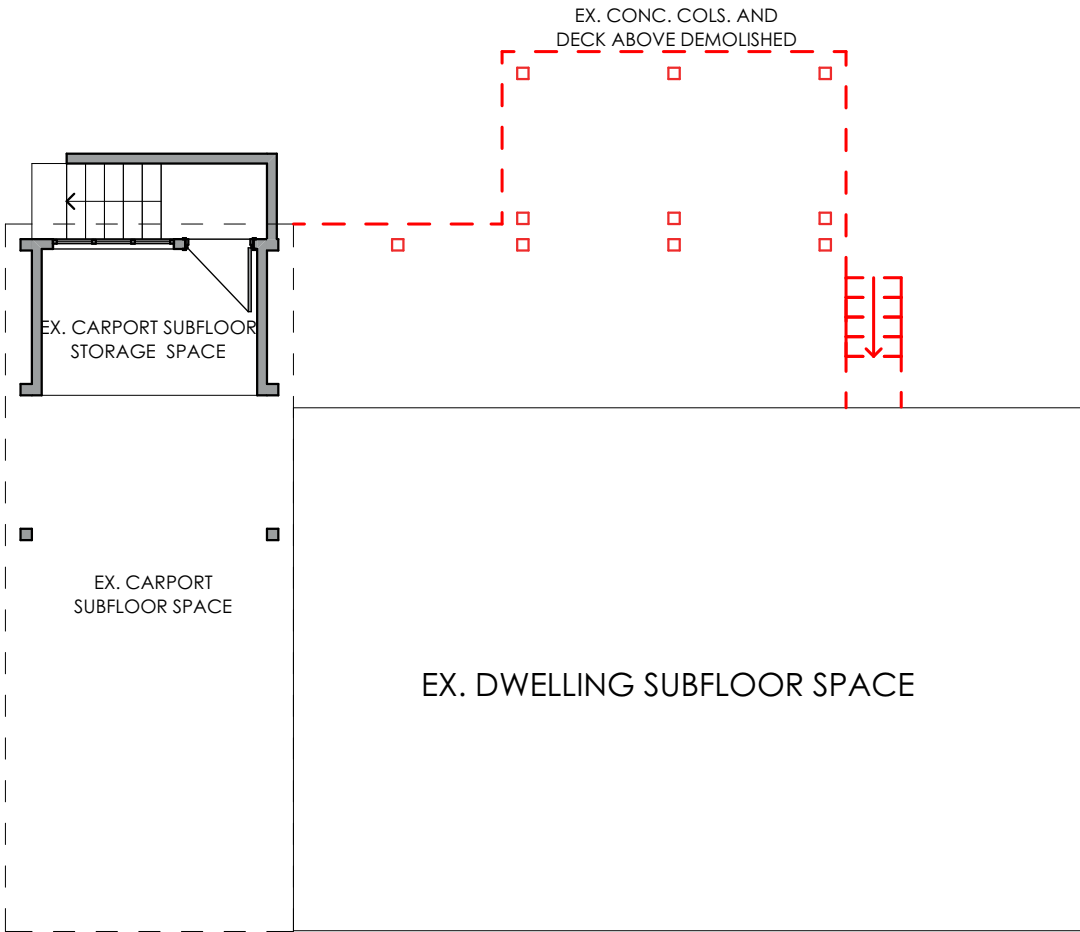 EX. CONC. COLS. AND
DECK ABOVE DEMOLISHED
EX. CARPORT SUBFLOOR
STORAGE SPACE
EX. CARPORT
SUBFLOOR SPACE
EX. DWELLING SUBFLOOR SPACE